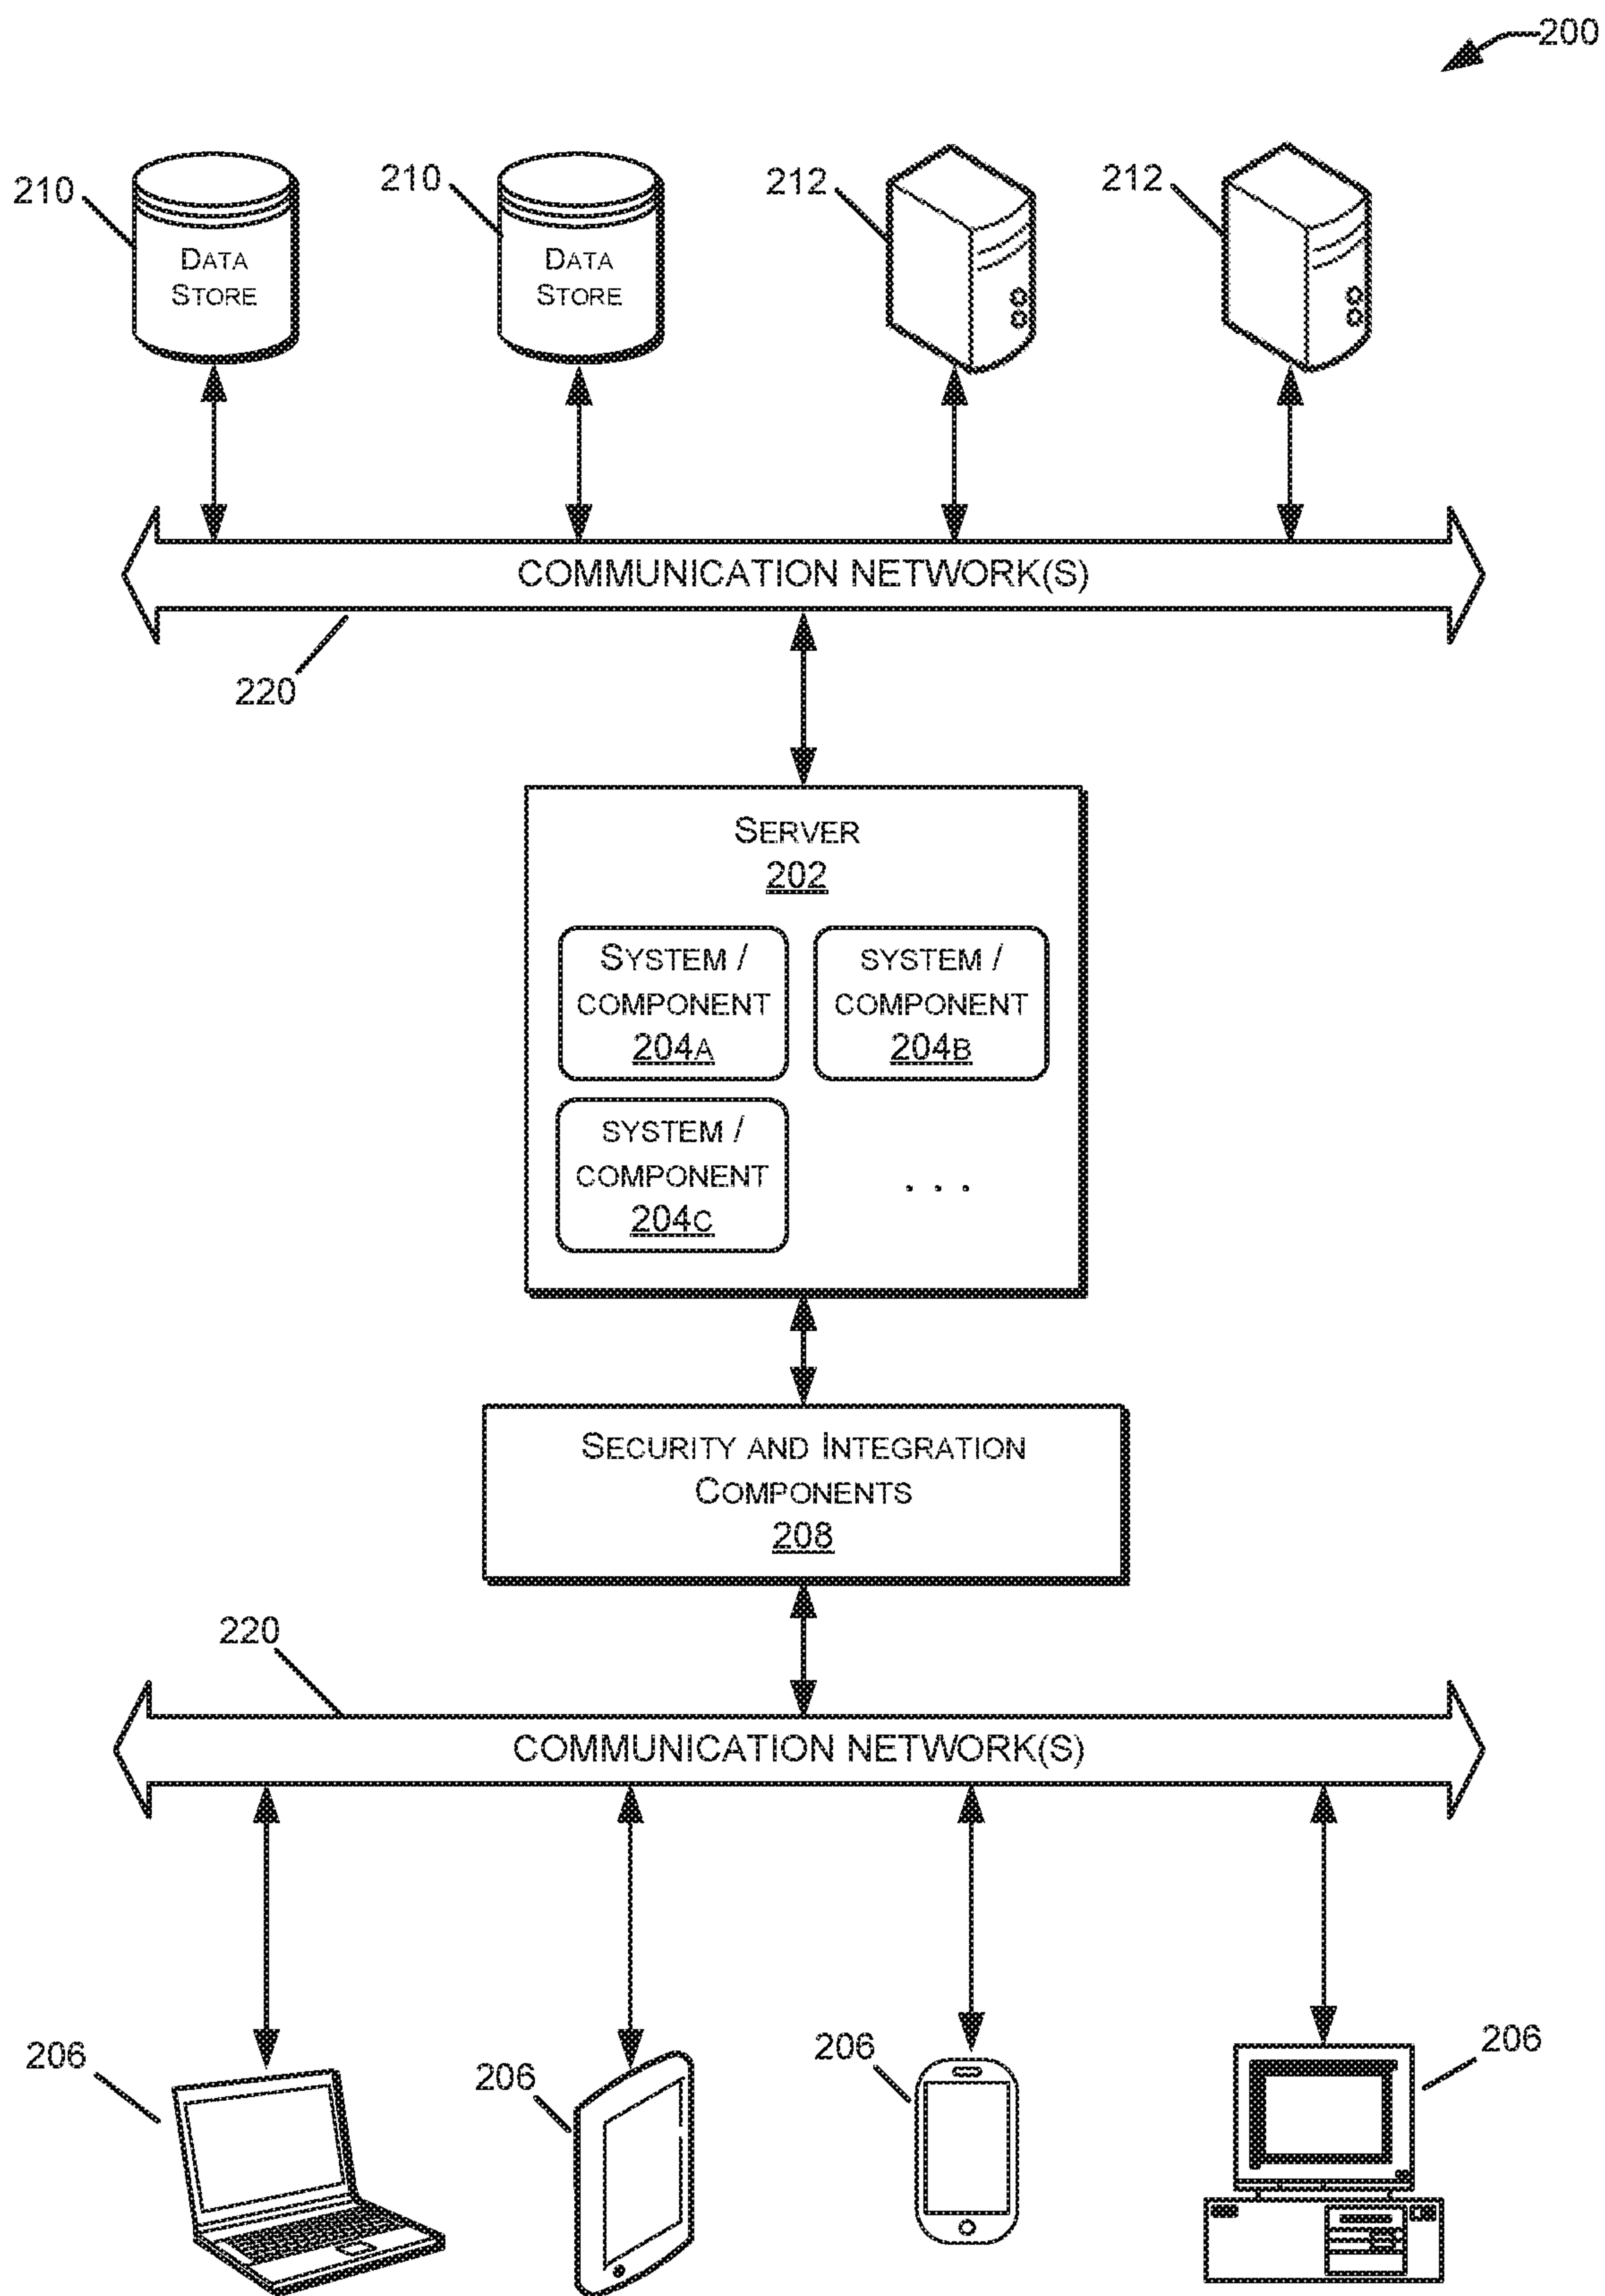 200
210
210
212
212
DATA
STORE
DATA
STORE
COMMUNICATION NETWORK(S)
220
SERVER
202
SYSTEM /
COMPONENT
204A
SYSTEM /
COMPONENT
204B
SYSTEM /
COMPONENT
204C
. . .
SECURITY AND INTEGRATION
COMPONENTS
208
220
COMMUNICATION NETWORK(S)
206
206
206
206